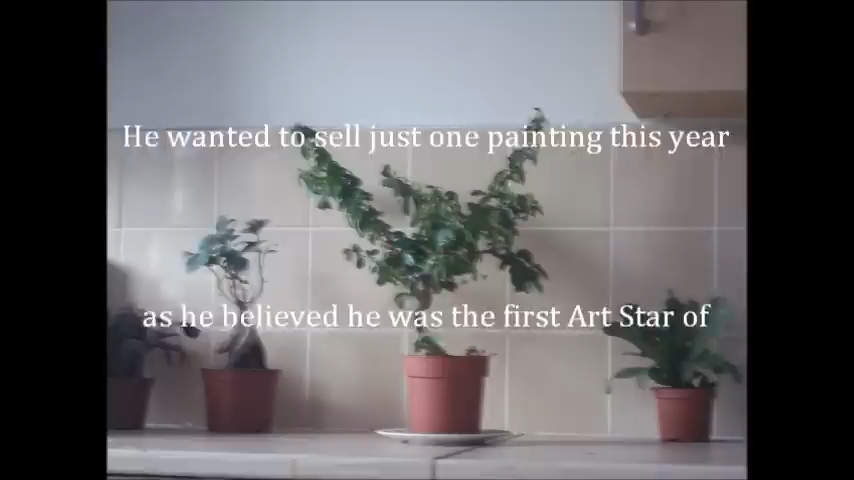 He wanted to sell just one painting this year
as he believed he was the first Art Star of